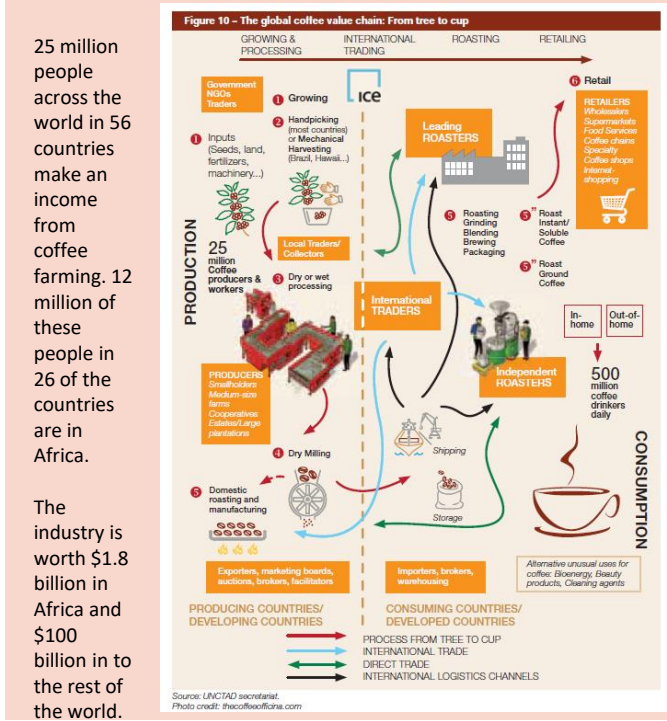 25 million
people
across the
world in 56
countries
make an
income
from
coffee
farming. 12
million of
these
people in
26 of the
countries
are in
Africa.
The
industry is
worth $1.8
billion in
Africa and
$100
billion in to
the rest of
the world.
Figure 10 – The global coffee value chain: From tree to cup
GROWING &
PROCESSING
INTERNATIONAL
TRADING
ROASTING
RETAILING
Government
NGOs
Traders
1 Growing
ICE
6 Retail
2 Handpicking
(most countries)
or Mechanical
Harvesting
(Brazil, Hawaii...)
1 Inputs
(Seeds, land,
fertilizers,
machinery...)
Leading
ROASTERS
RETAILERS
Wholesalers
Supermarkets
Food Services
Coffee chains
Specialty
Coffee shops
Internet-
shopping
PRODUCTION
25
million
Coffee
producers &
workers
Local Traders/
Collectors
3 Dry or wet
processing
5 Roasting
Grinding
Blending
Brewing
Packaging
5" Roast
Instant/
Soluble
Coffee
5" Roast
Ground
Coffee
International
TRADERS
In-
home
Out-of-
home
PRODUCERS
Smallholders
Medium-size
farms
Cooperatives
Estates/Large
plantations
Independent
ROASTERS
500
million
coffee
drinkers
daily
CONSUMPTION
4 Dry Milling
Shipping
5 Domestic
roasting and
manufacturing
Storage
Exporters, marketing boards,
auctions, brokers, facilitators
Importers, brokers,
warehousing
Alternative unusual uses for
coffee: Bioenergy, Beauty
products, Cleaning agents
PRODUCING COUNTRIES/
DEVELOPING COUNTRIES
CONSUMING COUNTRIES/
DEVELOPED COUNTRIES
PROCESS FROM TREE TO CUP
INTERNATIONAL TRADE
DIRECT TRADE
INTERNATIONAL LOGISTICS CHANNELS
Source: UNCTAD secretariat.
Photo credit: thecoffeeofficina.com